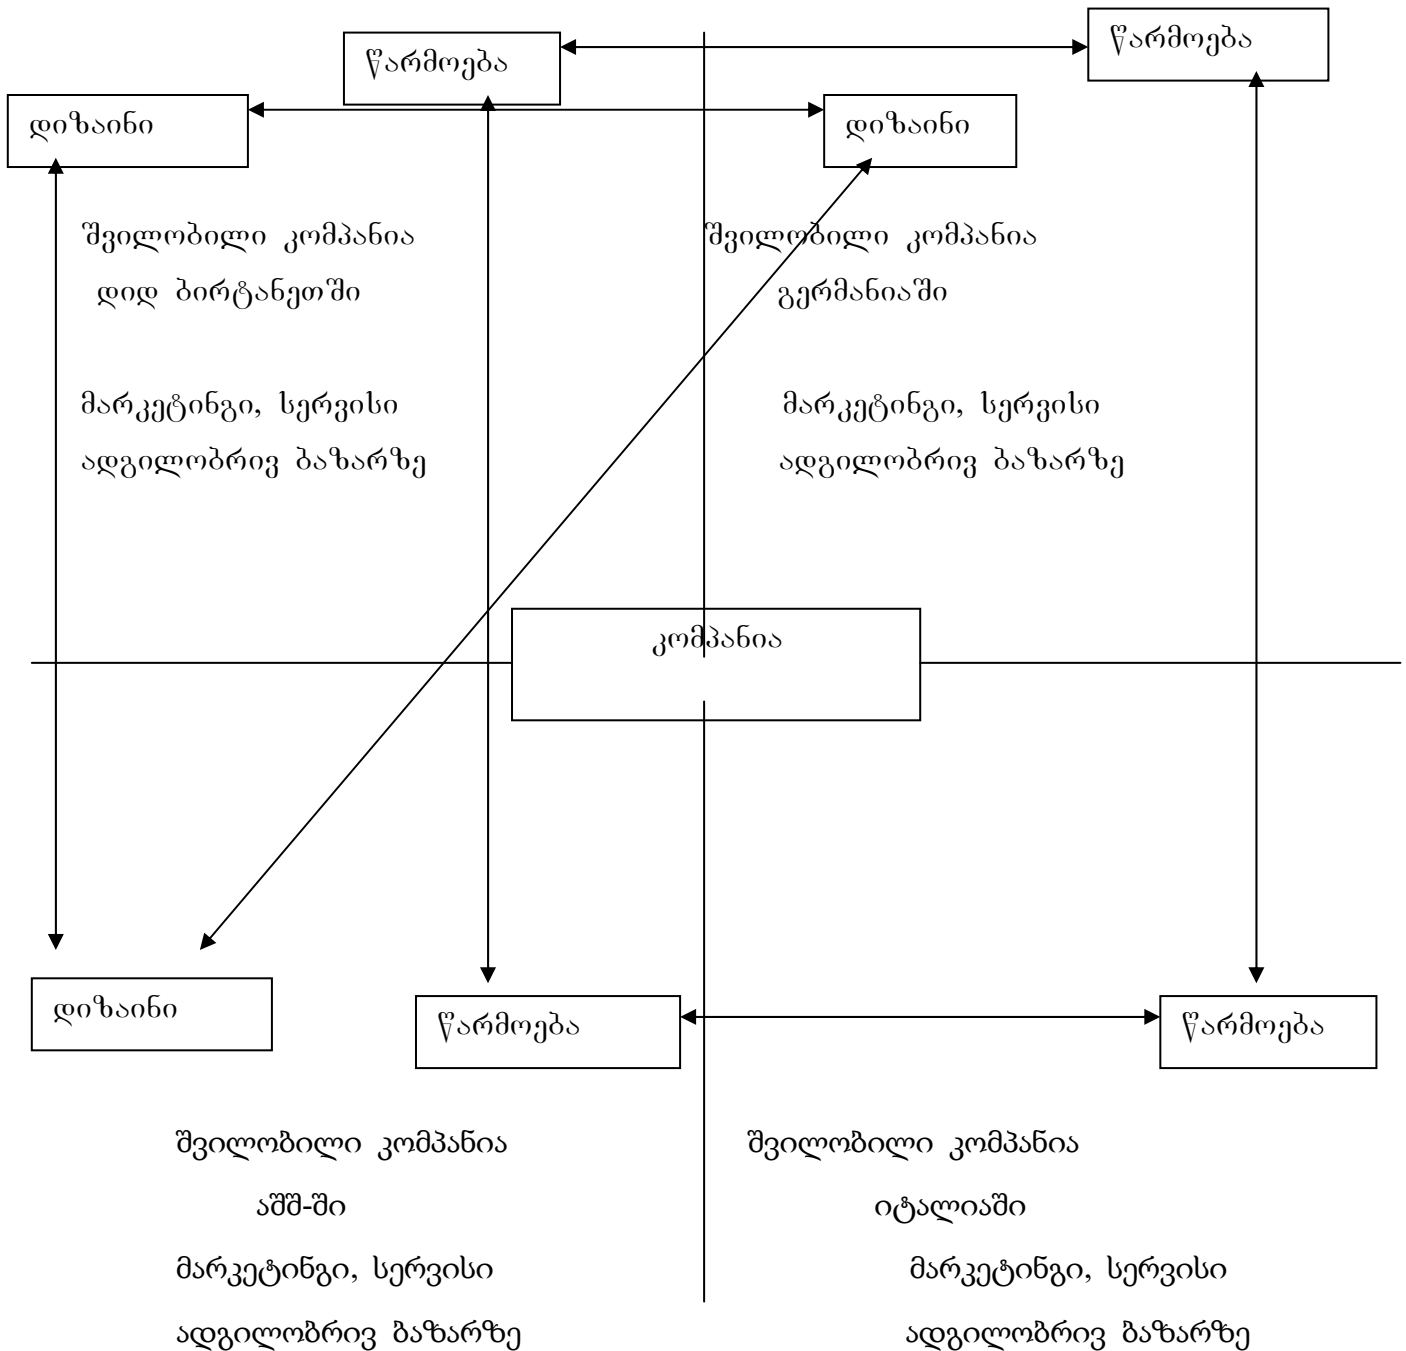 წარმოება
წარმოება
დიზაინი
დიზაინი
შვილობილი კომპანია
დიდ ბირტანეთში
შვილობილი კომპანია
გერმანიაში
მარკეტინგი, სერვისი
ადგილობრივ ბაზარზე
მარკეტინგი, სერვისი
ადგილობრივ ბაზარზე
კომპანია
დიზაინი
წარმოება
წარმოება
შვილობილი კომპანია
აშშ-ში
მარკეტინგი, სერვისი
ადგილობრივ ბაზარზე
შვილობილი კომპანია
იტალიაში
მარკეტინგი, სერვისი
ადგილობრივ ბაზარზე